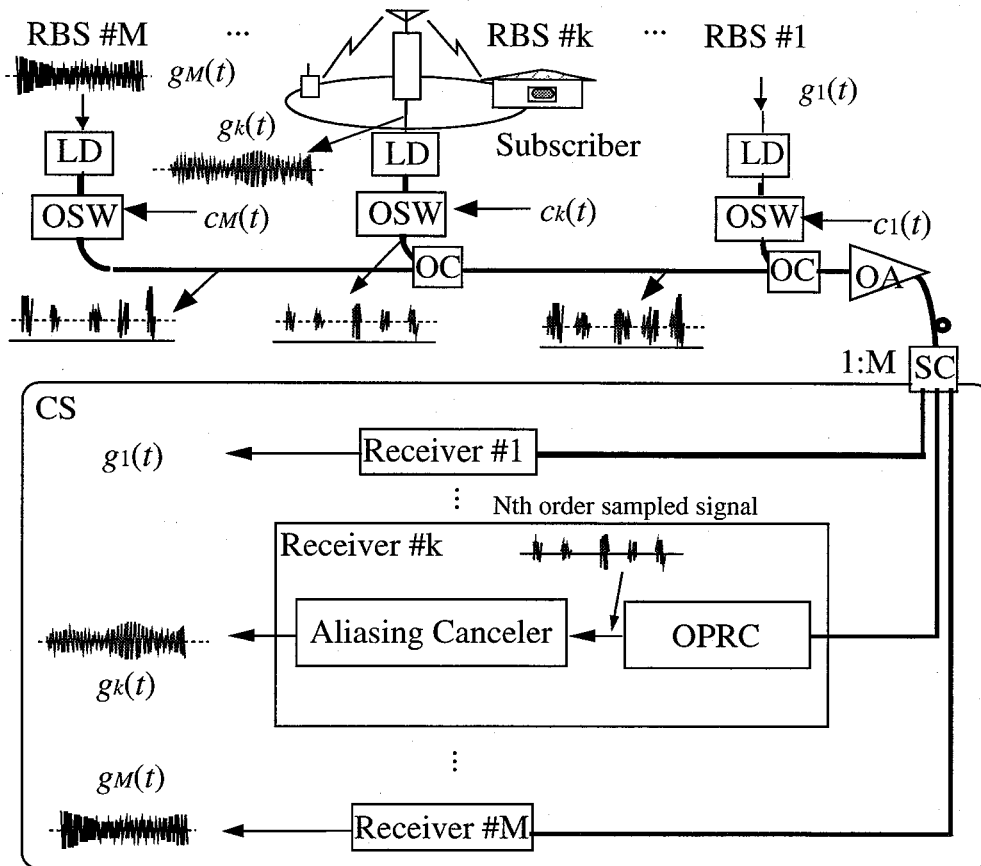 RBS #M ... RBS #k ... RBS #1
gM(t)
g1(t)
gk(t)
Subscriber
LD
LD
LD
OSW
cM(t)
OSW
ck(t)
OSW
c1(t)
OC
OC
OA
1:M
SC
CS
g1(t)
Receiver #1
...
Nth order sampled signal
Receiver #k
Aliasing Canceler
OPRC
gk(t)
...
gM(t)
Receiver #M